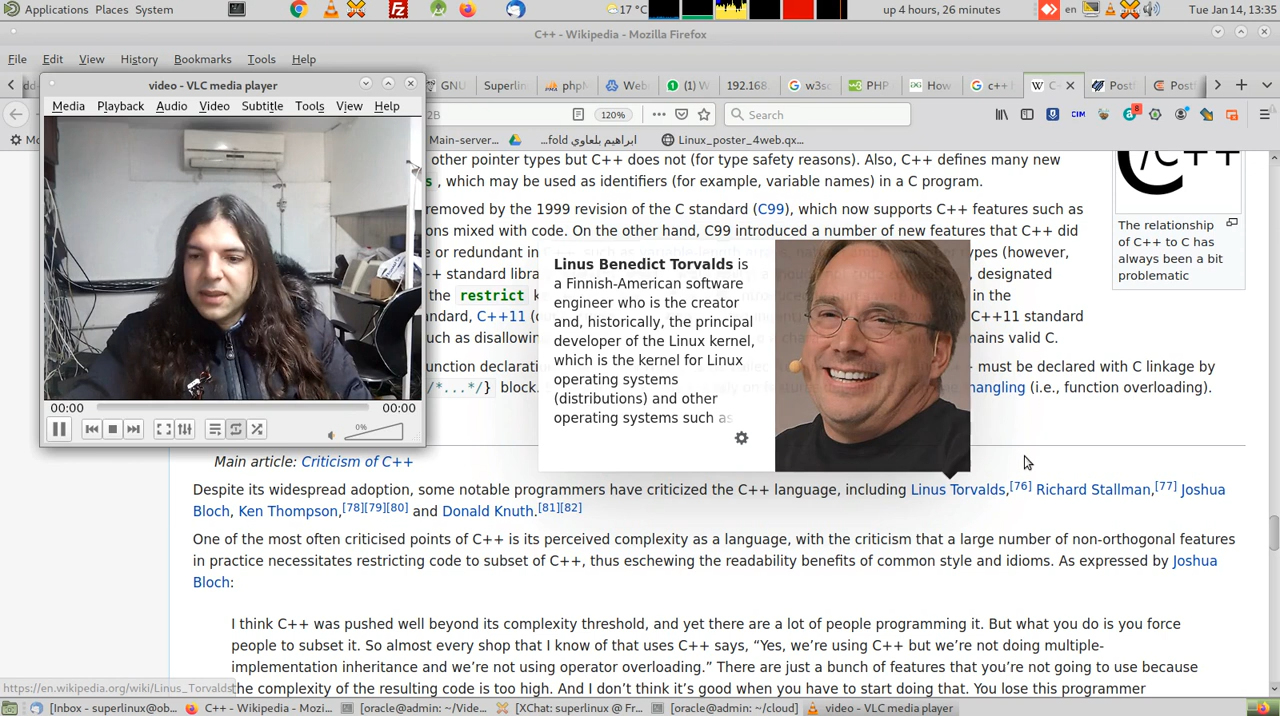 Applications Places System
17 °C
up 4 hours, 26 minutes
en
Tue Jan 14, 13:35
C++ - Wikipedia - Mozilla Firefox
File Edit View History Bookmarks Tools Help
GNU
Superlin
phpM
Web
(1) W
192.168.
w3sc
PHP
How
c++ l
C-
Post
Post
120%
Search
CIM
8
Main-server...
ابراهيم بلعاوي fold...
Linux_poster_4web.qx...
video - VLC media player
Media Playback Audio Video Subtitle Tools View Help
00:00
00:00
0%
other pointer types but C++ does not (for type safety reasons). Also, C++ defines many new
, which may be used as identifiers (for example, variable names) in a C program.
removed by the 1999 revision of the C standard (C99), which now supports C++ features such as
ons mixed with code. On the other hand, C99 introduced a number of new features that C++ did
e or redundant in C++
types (however,
+ standard libra
, designated
the restrict k
in the
ndard, C++11 (
C++11 standard
uch as disallowin
mains valid C.
unction declarati
must be declared with C linkage by
/*...*/} block.
mangling (i.e., function overloading).
C/C++
The relationship
of C++ to C has
always been a bit
problematic
Linus Benedict Torvalds is
a Finnish-American software
engineer who is the creator
and, historically, the principal
developer of the Linux kernel,
which is the kernel for Linux
operating systems
(distributions) and other
operating systems such as
Main article: Criticism of C++
Despite its widespread adoption, some notable programmers have criticized the C++ language, including Linus Torvalds,[76] Richard Stallman,[77] Joshua
Bloch, Ken Thompson,[78][79][80] and Donald Knuth.[81][82]
One of the most often criticised points of C++ is its perceived complexity as a language, with the criticism that a large number of non-orthogonal features
in practice necessitates restricting code to subset of C++, thus eschewing the readability benefits of common style and idioms. As expressed by Joshua
Bloch:
I think C++ was pushed well beyond its complexity threshold, and yet there are a lot of people programming it. But what you do is you force
people to subset it. So almost every shop that I know of that uses C++ says, “Yes, we’re using C++ but we’re not doing multiple-
implementation inheritance and we’re not using operator overloading.” There are just a bunch of features that you’re not going to use because
the complexity of the resulting code is too high. And I don’t think it’s good when you have to start doing that. You lose this programmer
https://en.wikipedia.org/wiki/Linus_Torvalds
[Inbox - superlinux@ob...
C++ - Wikipedia - Mozi...
[oracle@admin: ~/Vide...
[XChat: superlinux @ Fr...
[oracle@admin: ~/cloud]
video - VLC media player